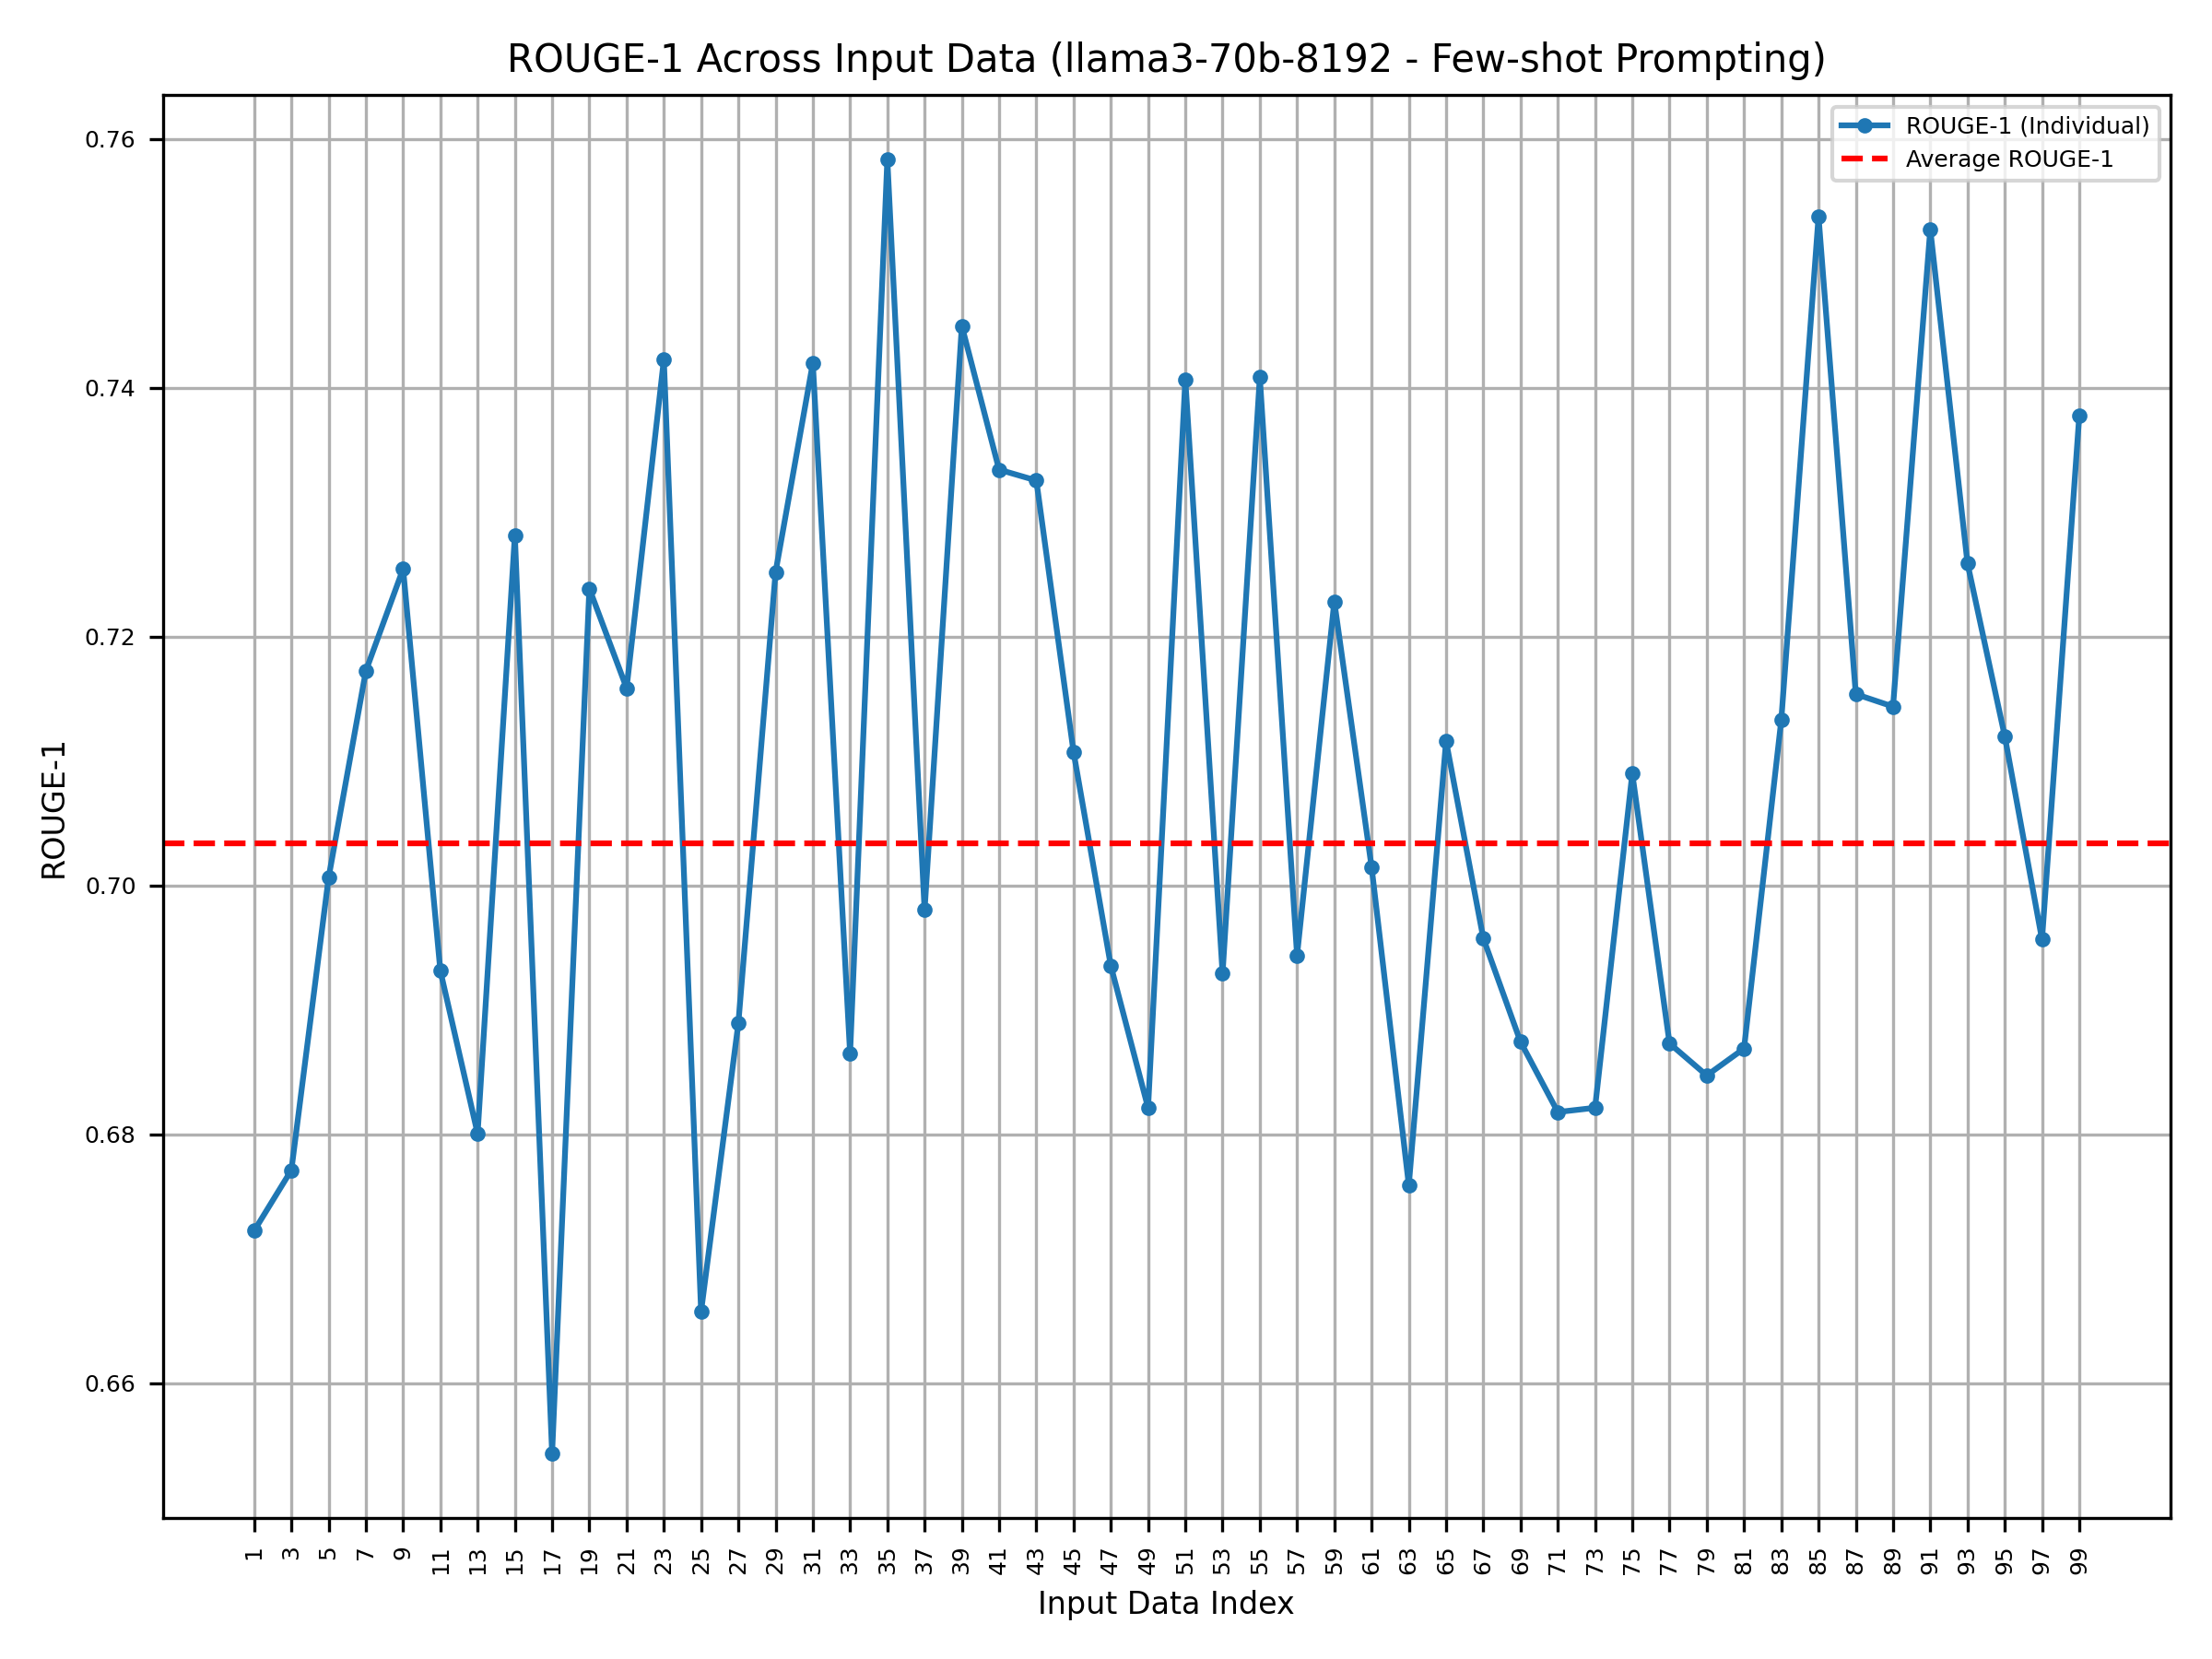 ROUGE-1 Across Input Data (llama3-70b-8192 - Few-shot Prompting)
ROUGE-1 (Individual)
Average ROUGE-1
0.76
0.74
0.72
0.70
0.68
0.66
ROUGE-1
1 3 5 7 9 11 13 15 17 19 21 23 25 27 29 31 33 35 37 39 41 43 45 47 49 51 53 55 57 59 61 63 65 67 69 71 73 75 77 79 81 83 85 87 89 91 93 95 97 99
Input Data Index